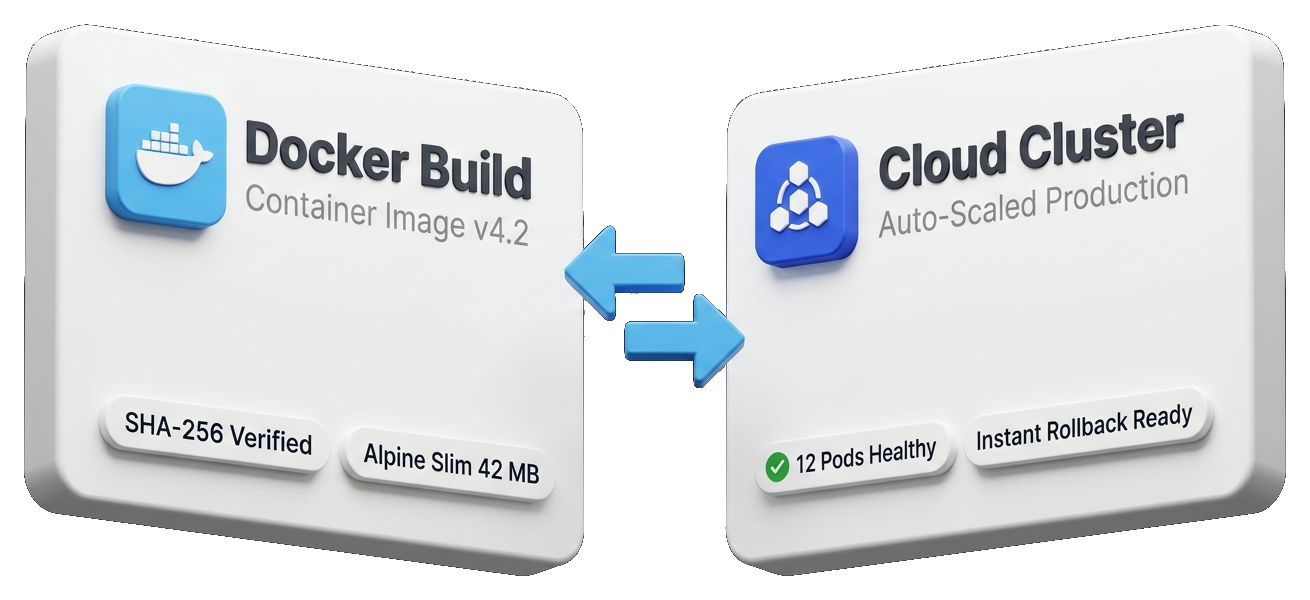 Docker Build
Container Image v4.2
SHA-256 Verified
Alpine Slim 42 MB
Cloud Cluster
Auto-Scaled Production
12 Pods Healthy
Instant Rollback Ready